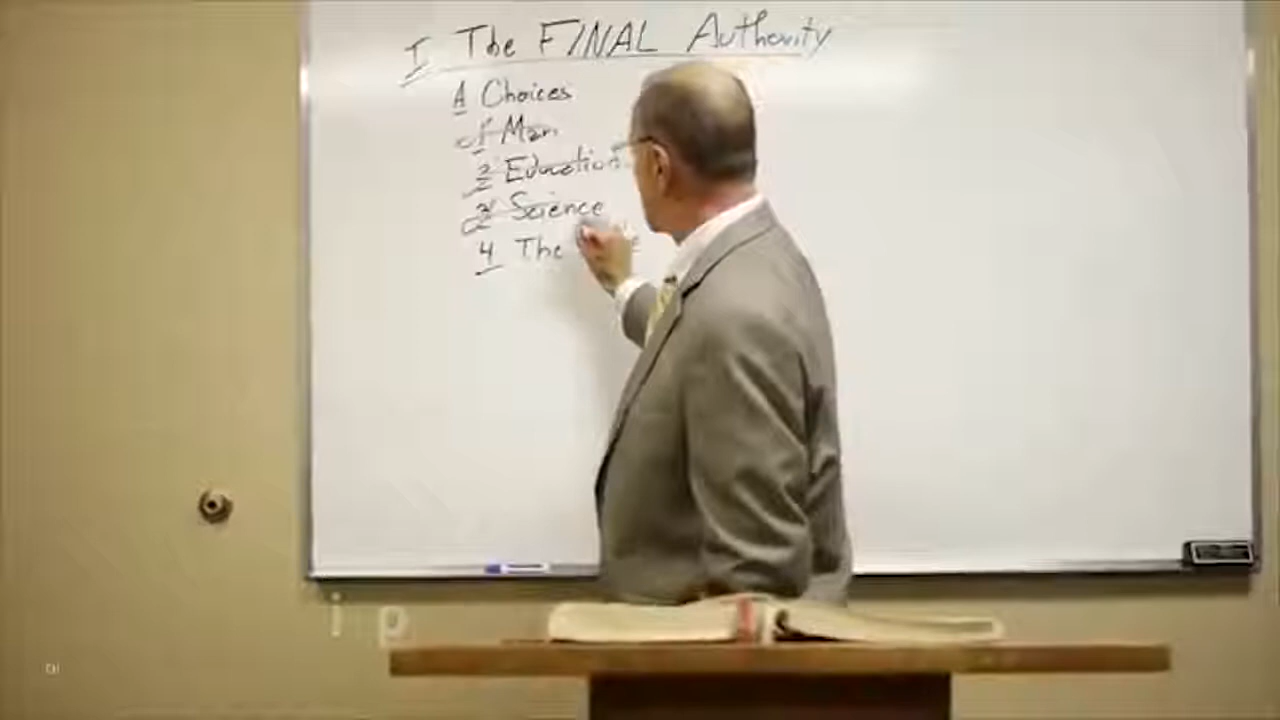 I The FINAL Authority
A Choices
1 Man
2 Education
3 Science
4 The
i p